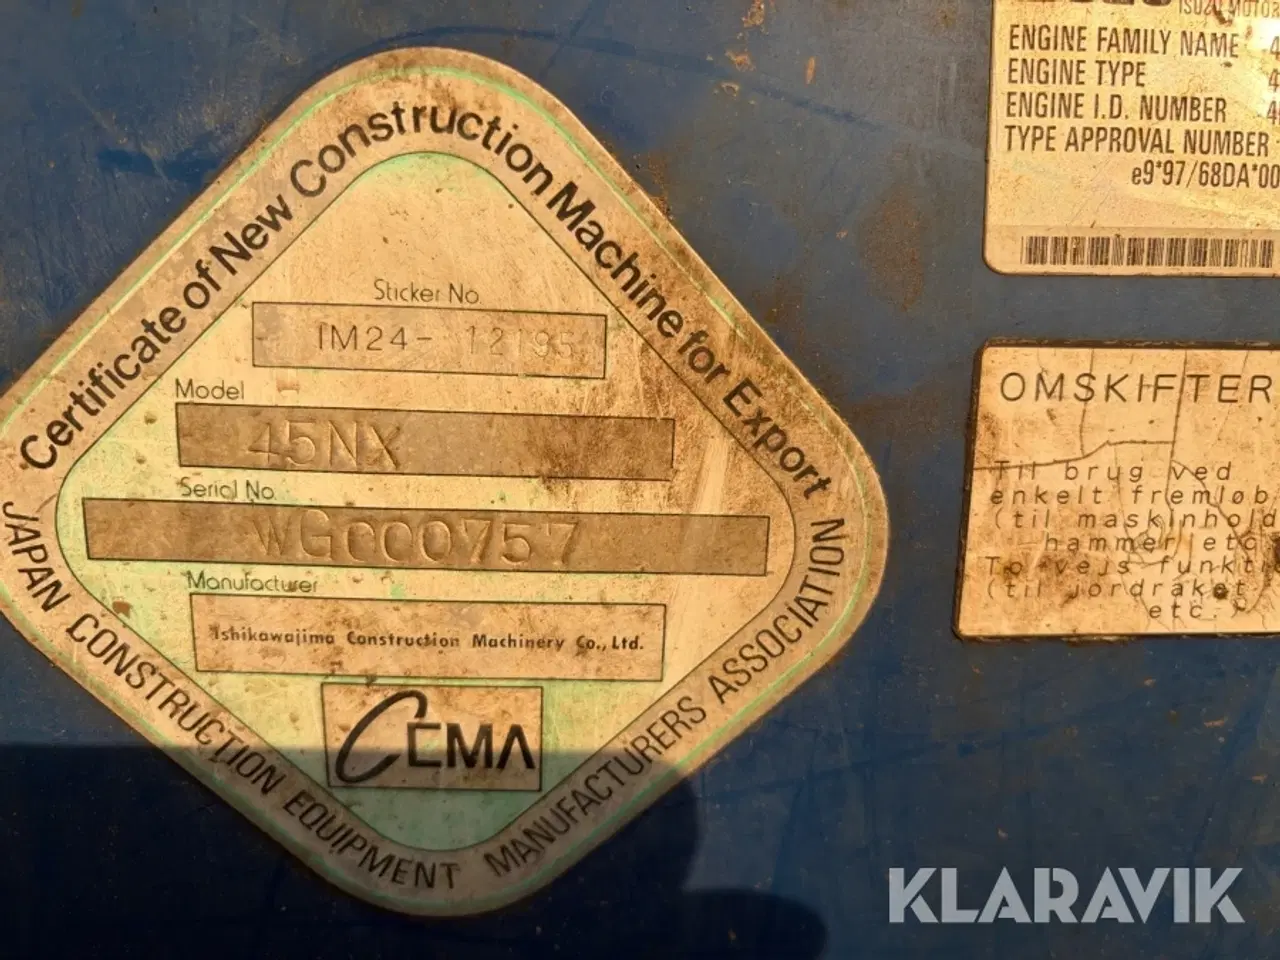 Certificate of New Construction Machine for Export
Sticker No.
IM24- 12195
Model
45NX
Serial No.
WG000757
Manufacturer
Ishikawajima Construction Machinery Co., Ltd.
CEMA
JAPAN CONSTRUCTION EQUIPMENT MANUFACTURERS ASSOCIATION
ISUZU MOTORS
ENGINE FAMILY NAME
ENGINE TYPE
ENGINE I.D. NUMBER
TYPE APPROVAL NUMBER
e9*97/68DA*00
OMSKIFTER
Til brug ved
enkelt fremløb
(til maskinhold
hammer etc
To vejs funkti
(til jordraket
etc.)
KLARAVIK